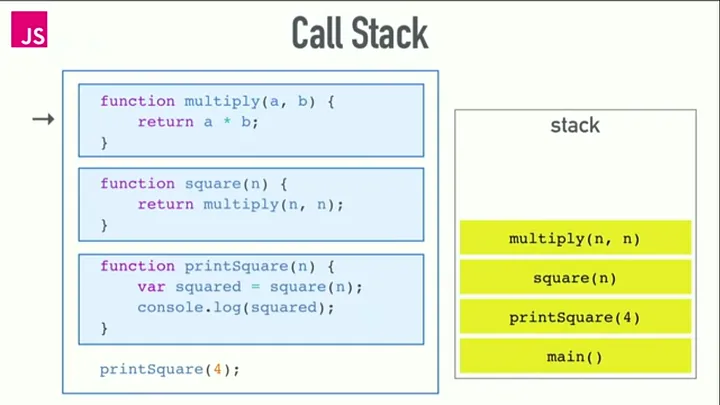 JS
Call Stack
function multiply(a, b) {
    return a * b;
}
function square(n) {
    return multiply(n, n);
}
function printSquare(n) {
    var squared = square(n);
    console.log(squared);
}
printSquare(4);
stack
multiply(n, n)
square(n)
printSquare(4)
main()